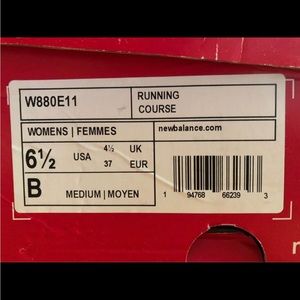 W880E11
RUNNING
COURSE
WOMENS | FEMMES
newbalance.com
6½ USA 4½ UK
37 EUR
B MEDIUM | MOYEN
1 94768 66239 3